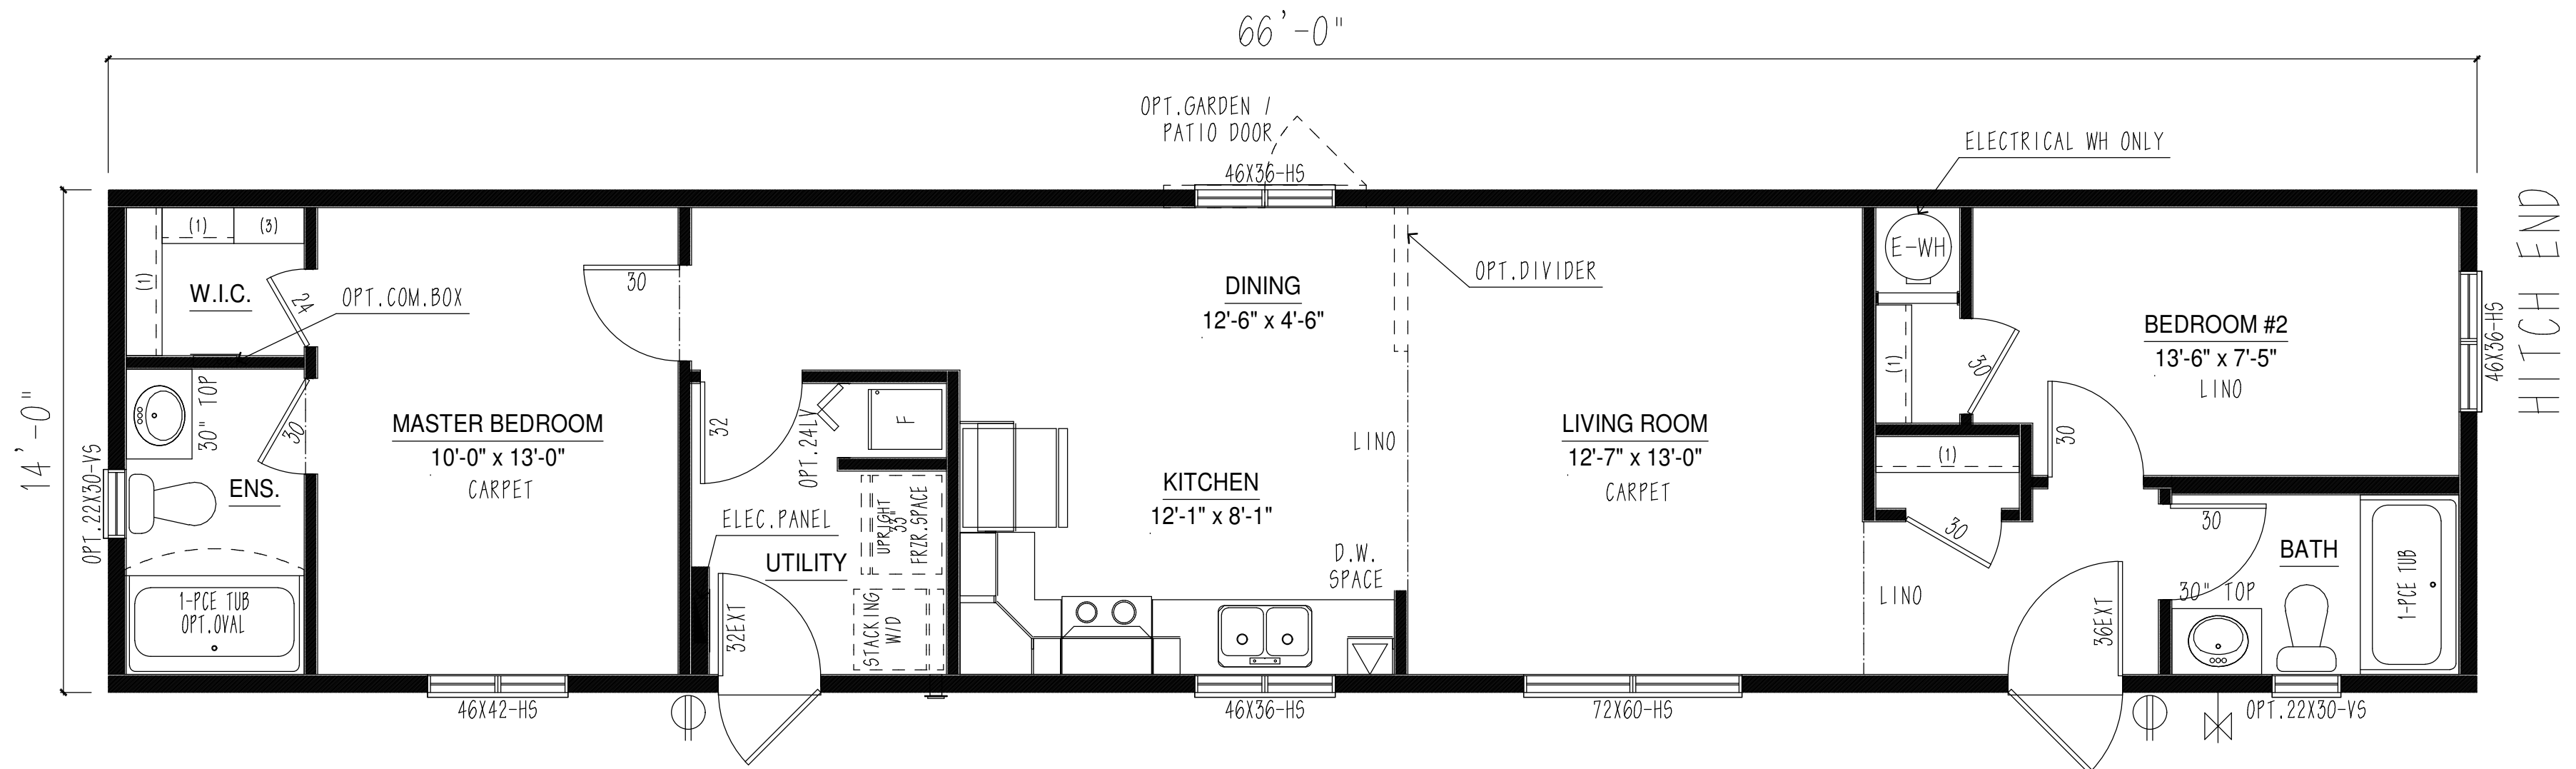 66'-0"
OPT.GARDEN /
PATIO DOOR
46X36-HS
ELECTRICAL WH ONLY
HITCH END
14'-0"
(1)
(3)
(1)
W.I.C.
24
OPT.COM.BOX
30
DINING
12'-6" x 4'-6"
OPT.DIVIDER
E-WH
BEDROOM #2
13'-6" x 7'-5"
LINO
46X36-HS
(1)
30
30" TOP
30
ENS.
OPT.22X30-VS
1-PCE TUB
OPT.OVAL
MASTER BEDROOM
10'-0" x 13'-0"
CARPET
32
OPT.24LV
F
UPRIGHT
33"
FRZR.SPACE
ELEC.PANEL
UTILITY
STACKING
W/D
32EXT
KITCHEN
12'-1" x 8'-1"
LINO
D.W.
SPACE
LIVING ROOM
12'-7" x 13'-0"
CARPET
(1)
30
30
LINO
36EXT
30
BATH
30" TOP
1-PCE TUB
46X42-HS
46X36-HS
72X60-HS
OPT.22X30-VS